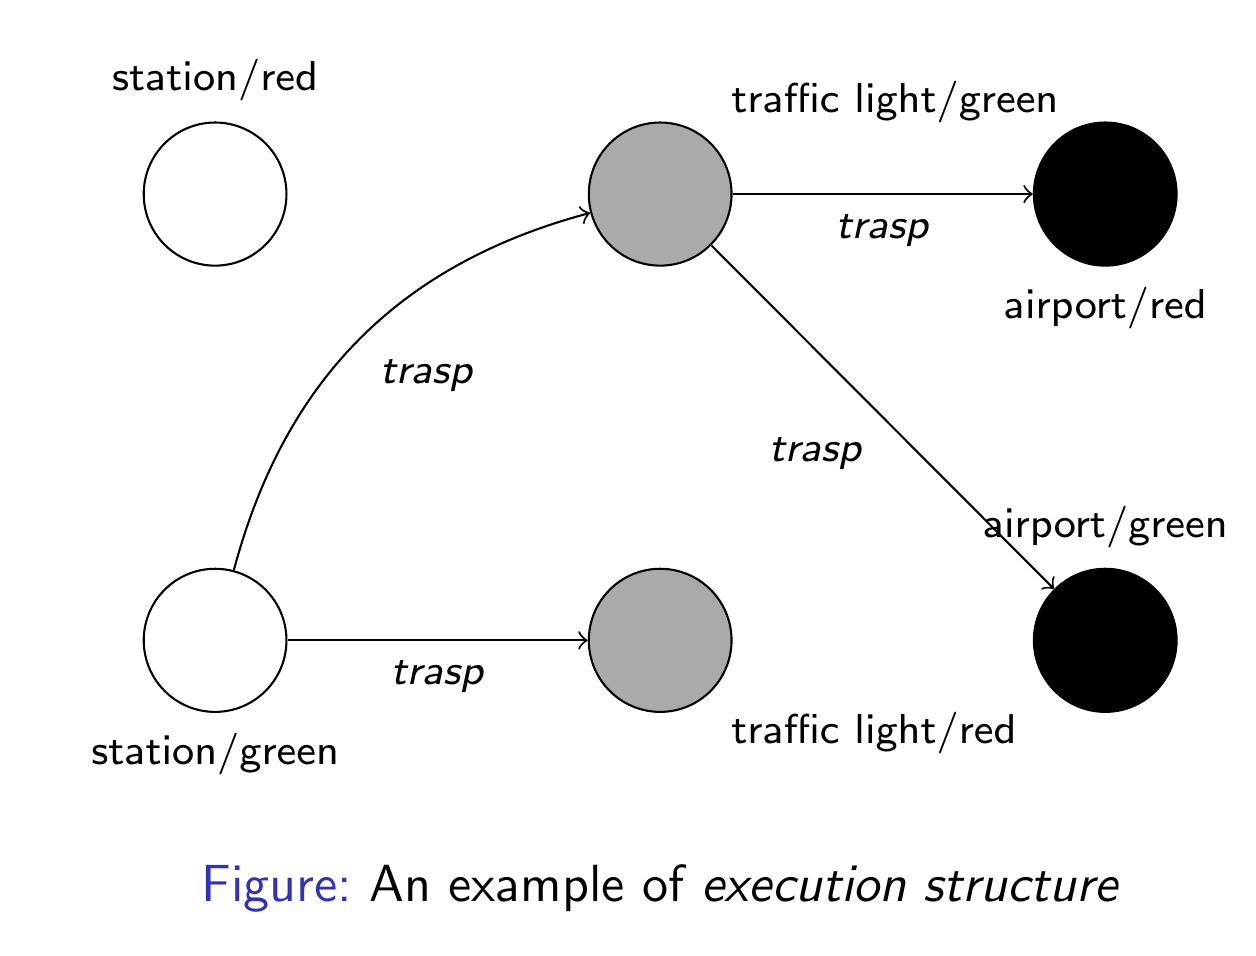 station/red
traffic light/green
trasp
airport/red
trasp
trasp
airport/green
trasp
traffic light/red
station/green
Figure: An example of execution structure